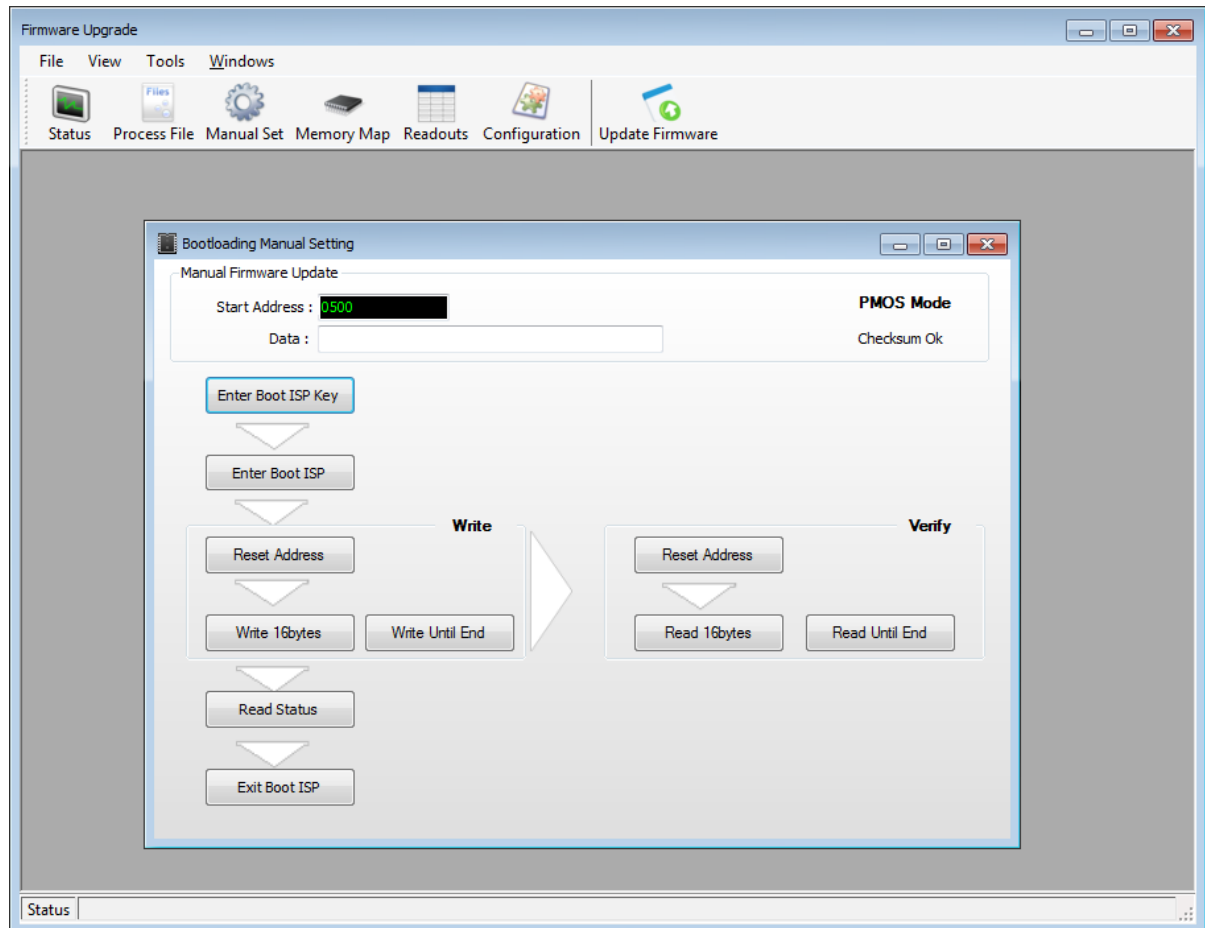 Firmware Upgrade
File View Tools Windows
Files
Status Process File Manual Set Memory Map Readouts Configuration Update Firmware
Bootloading Manual Setting
Manual Firmware Update
Start Address : 0500 PMOS Mode
Data : Checksum Ok
Enter Boot ISP Key
Enter Boot ISP
Write Verify
Reset Address Reset Address
Write 16bytes Write Until End Read 16bytes Read Until End
Read Status
Exit Boot ISP
Status